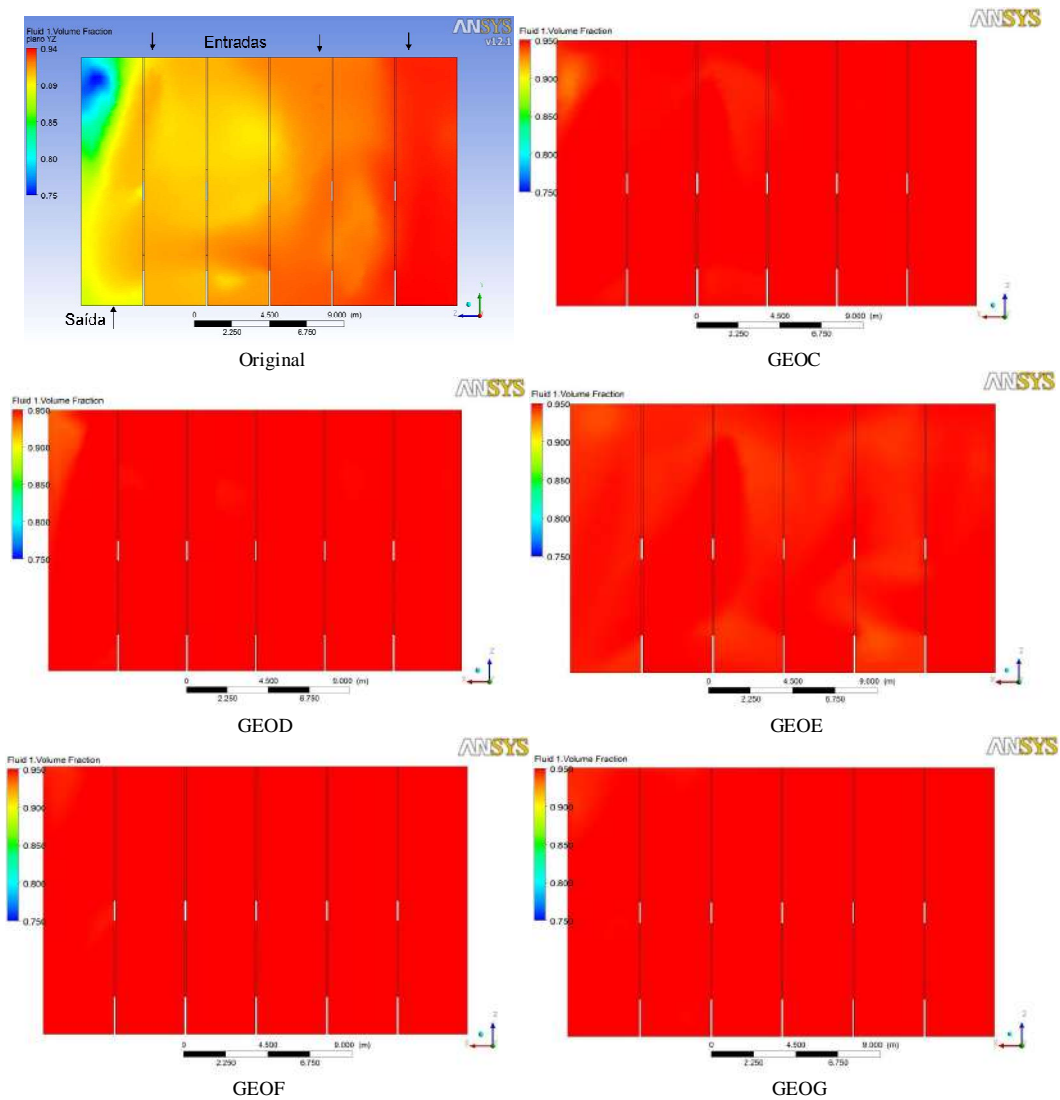 Fluid 1.Volume Fraction
plano YZ
0.94
0.89
0.85
0.80
0.75
Entradas
ANSYS
v12.1
Saída
0 4.500 9.000 (m)
2.250 6.750
Z
Y
Original
Fluid 1.Volume Fraction
0.950
0.900
0.850
0.800
0.750
ANSYS
0 4.500 9.000 (m)
2.250 6.750
Z
GEOC
Fluid 1.Volume Fraction
0.950
0.900
0.850
0.800
0.750
ANSYS
0 4.500 9.000 (m)
2.250 6.750
Z
GEOD
Fluid 1.Volume Fraction
0.950
0.900
0.850
0.800
0.750
ANSYS
0 4.500 9.000 (m)
2.250 6.750
Z
GEOE
Fluid 1.Volume Fraction
0.950
0.900
0.850
0.800
0.750
ANSYS
0 4.500 9.000 (m)
2.250 6.750
Z
GEOF
Fluid 1.Volume Fraction
0.950
0.900
0.850
0.800
0.750
ANSYS
0 4.500 9.000 (m)
2.250 6.750
Z
GEOG